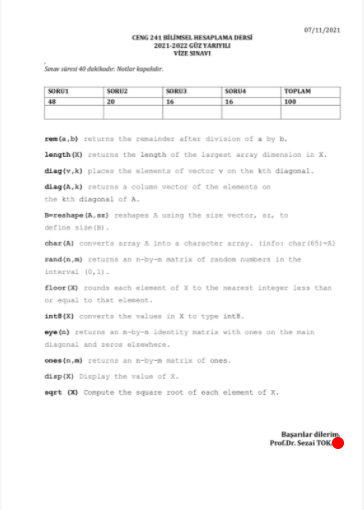 07/11/2021
CENG 241 BİLİMSEL HESAPLAMA DERSİ
2021-2022 GÜZ YARIYILI
VİZE SINAVI
Sınav süresi 40 dakikadır. Notlar kapalıdır.
SORU1 SORU2 SORU3 SORU4 TOPLAM
48 20 16 16 100
rem(a,b) returns the remainder after division of a by b.
length(X) returns the length of the largest array dimension in X.
diag(v,k) places the elements of vector v on the kth diagonal.
diag(A,k) returns a column vector of the elements on
the kth diagonal of A.
B=reshape(A,sz) reshapes A using the size vector, sz, to
define size(B).
char(A) converts array A into a character array. (info: char(65)=A)
rand(n,m) returns an n-by-m matrix of random numbers in the
interval (0,1).
floor(X) rounds each element of X to the nearest integer less than
or equal to that element.
int8(X) converts the values in X to type int8.
eye(n) returns an n-by-n identity matrix with ones on the main
diagonal and zeros elsewhere.
ones(n,m) returns an n-by-m matrix of ones.
disp(X) Display the value of X.
sqrt (X) Compute the square root of each element of X.
Başarılar dilerim
Prof.Dr. Sezai